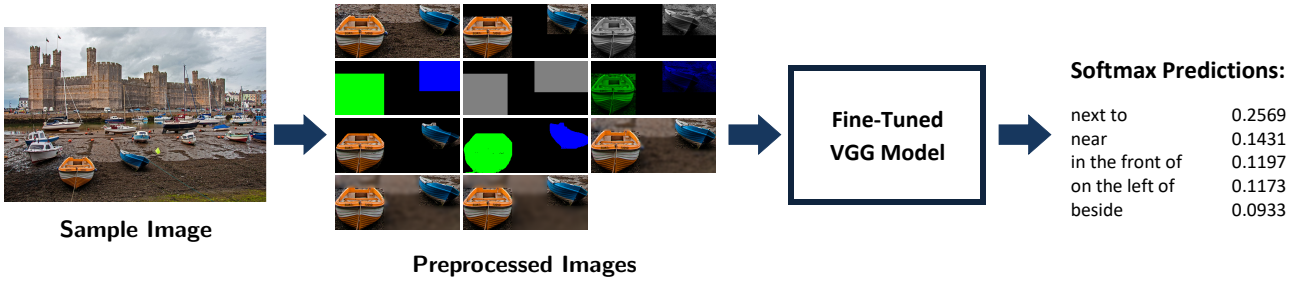 Sample Image
Preprocessed Images
Fine-Tuned
VGG Model
Softmax Predictions:
next to 0.2569
near 0.1431
in the front of 0.1197
on the left of 0.1173
beside 0.0933